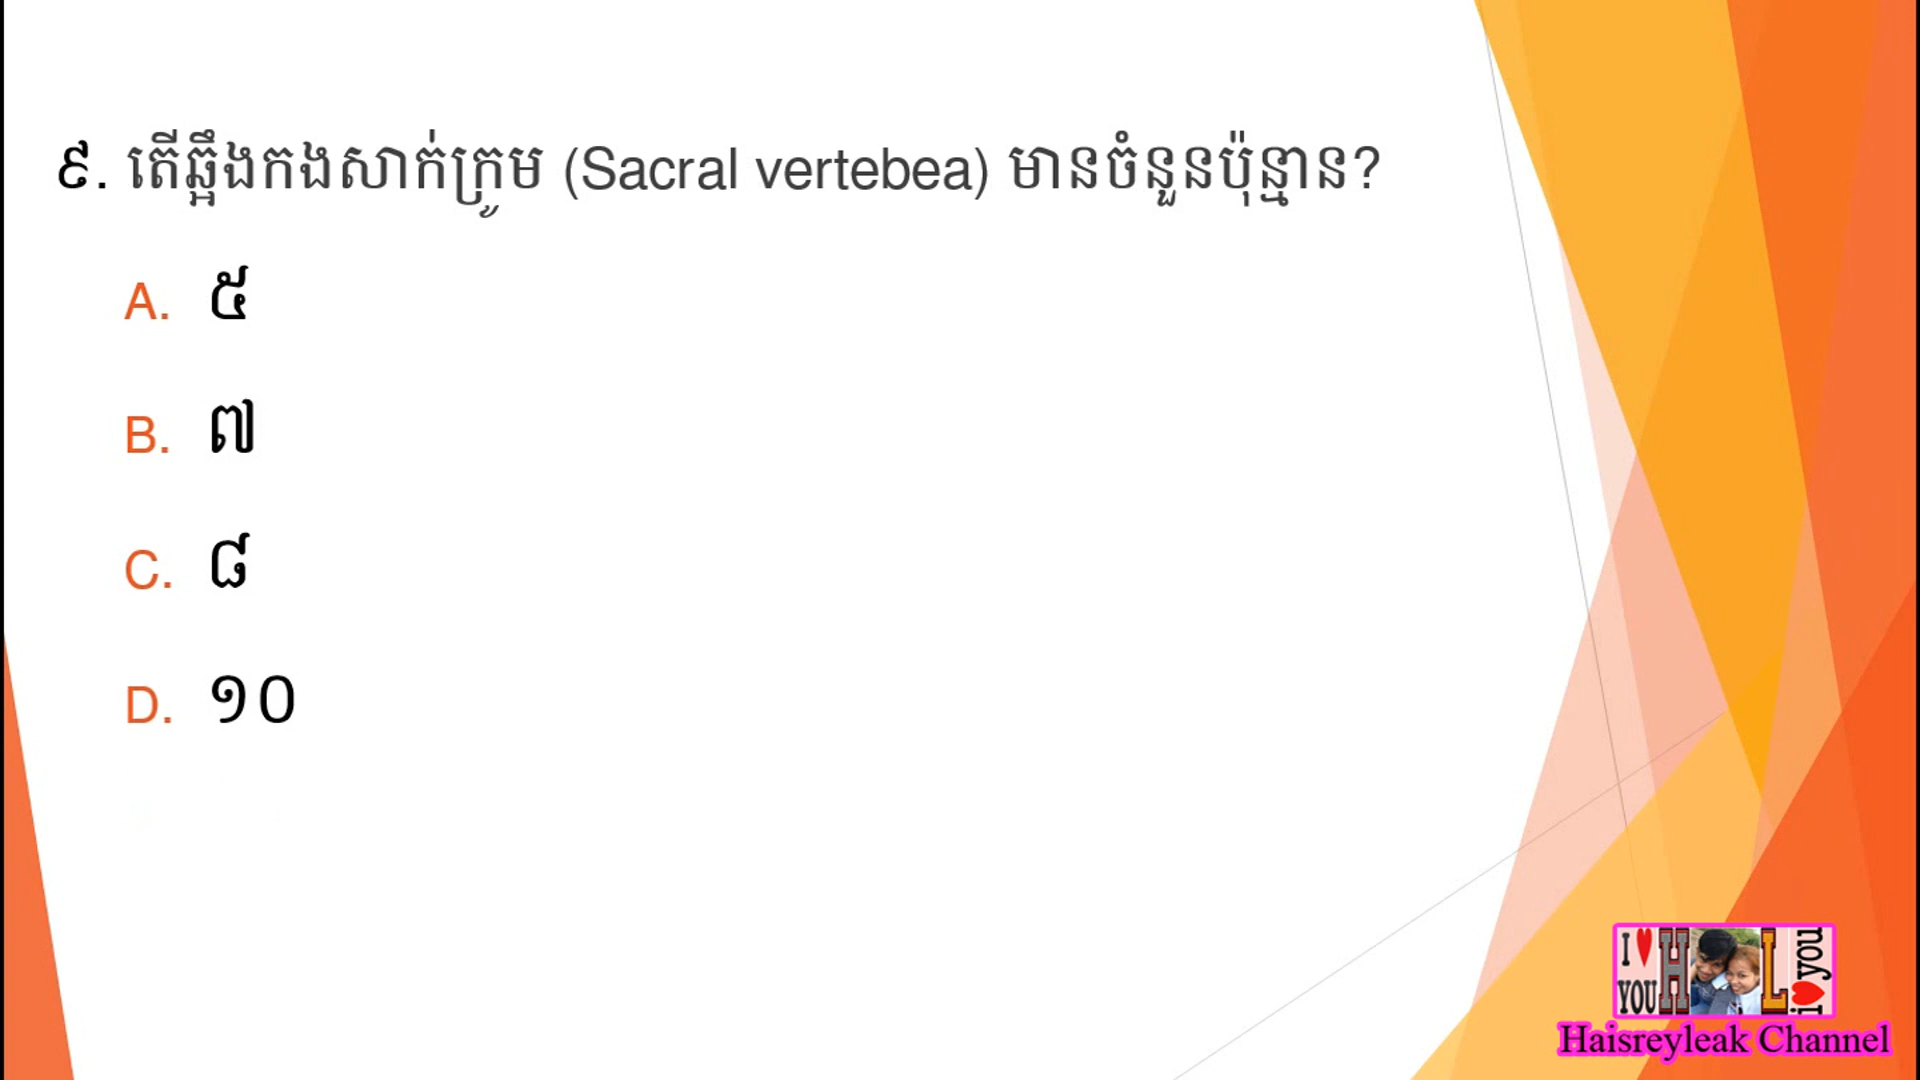 ៩. តើឆ្អឹងកងសាក់ក្រូម (Sacral vertebea) មានចំនួនប៉ុន្មាន?
A. ៥
B. ៧
C. ៨
D. ១០
I ♥ YOU H L i ♥ you
Haisreyleak Channel